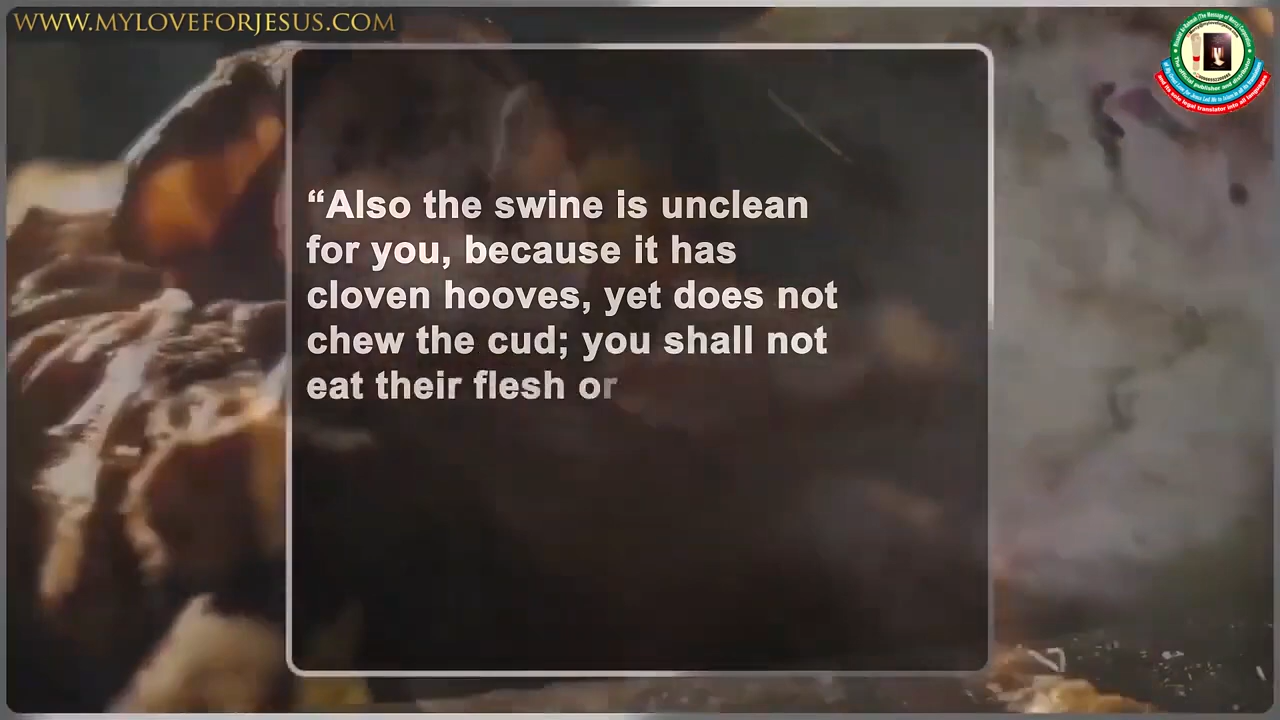 WWW.MYLOVEFORJESUS.COM
“Also the swine is unclean
for you, because it has
cloven hooves, yet does not
chew the cud; you shall not
eat their flesh or